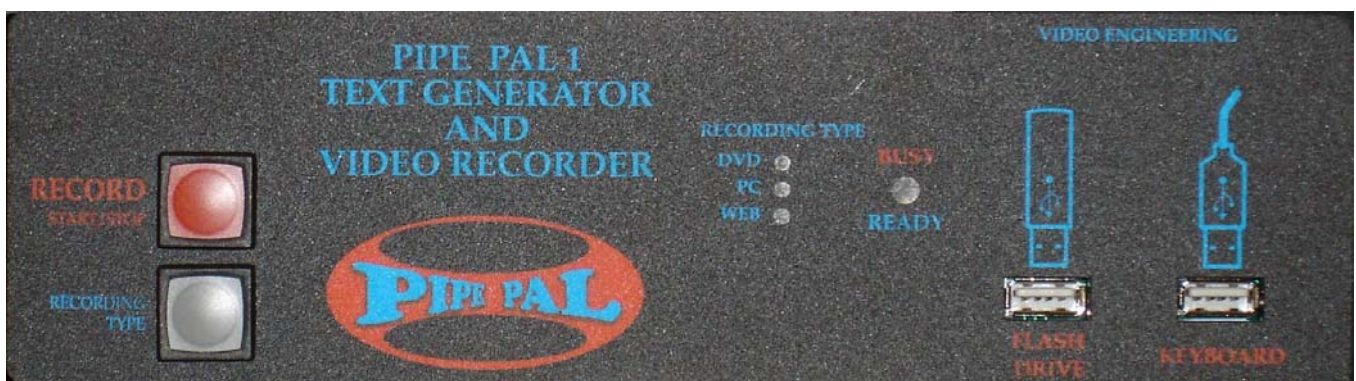 PIPE PAL 1
TEXT GENERATOR
AND
VIDEO RECORDER
RECORD
START/STOP
RECORDING
TYPE
PIPE PAL
RECORDING TYPE
DVD
PC
WEB
BUSY
READY
VIDEO ENGINEERING
FLASH
DRIVE
KEYBOARD